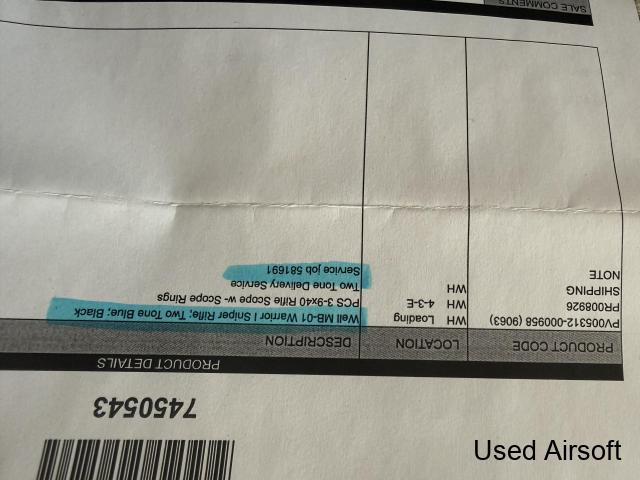 7450543
PRODUCT DETAILS
PRODUCT CODE LOCATION DESCRIPTION
PV005312-000958 (9063) WH Loading Well MB-01 Warrior I Sniper Rifle; Two Tone Blue; Black
PR008926 WH 4-3-E PCS 3-9x40 Rifle Scope w- Scope Rings
SHIPPING WH Two Tone Delivery Service
NOTE Service job 581691
SALE COMMENTS
Used Airsoft